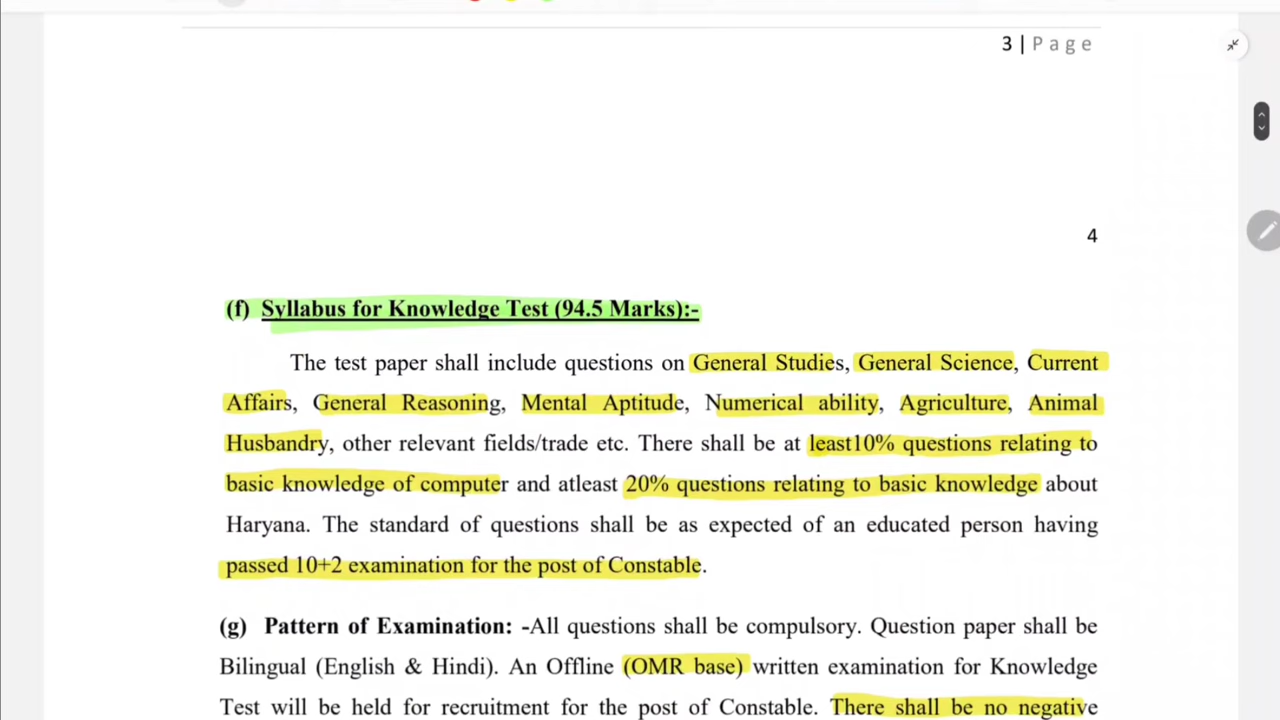 3 | Page
4
(f) Syllabus for Knowledge Test (94.5 Marks):-
The test paper shall include questions on General Studies, General Science, Current
Affairs, General Reasoning, Mental Aptitude, Numerical ability, Agriculture, Animal
Husbandry, other relevant fields/trade etc. There shall be at least10% questions relating to
basic knowledge of computer and atleast 20% questions relating to basic knowledge about
Haryana. The standard of questions shall be as expected of an educated person having
passed 10+2 examination for the post of Constable.
(g) Pattern of Examination: -All questions shall be compulsory. Question paper shall be
Bilingual (English & Hindi). An Offline (OMR base) written examination for Knowledge
Test will be held for recruitment for the post of Constable. There shall be no negative